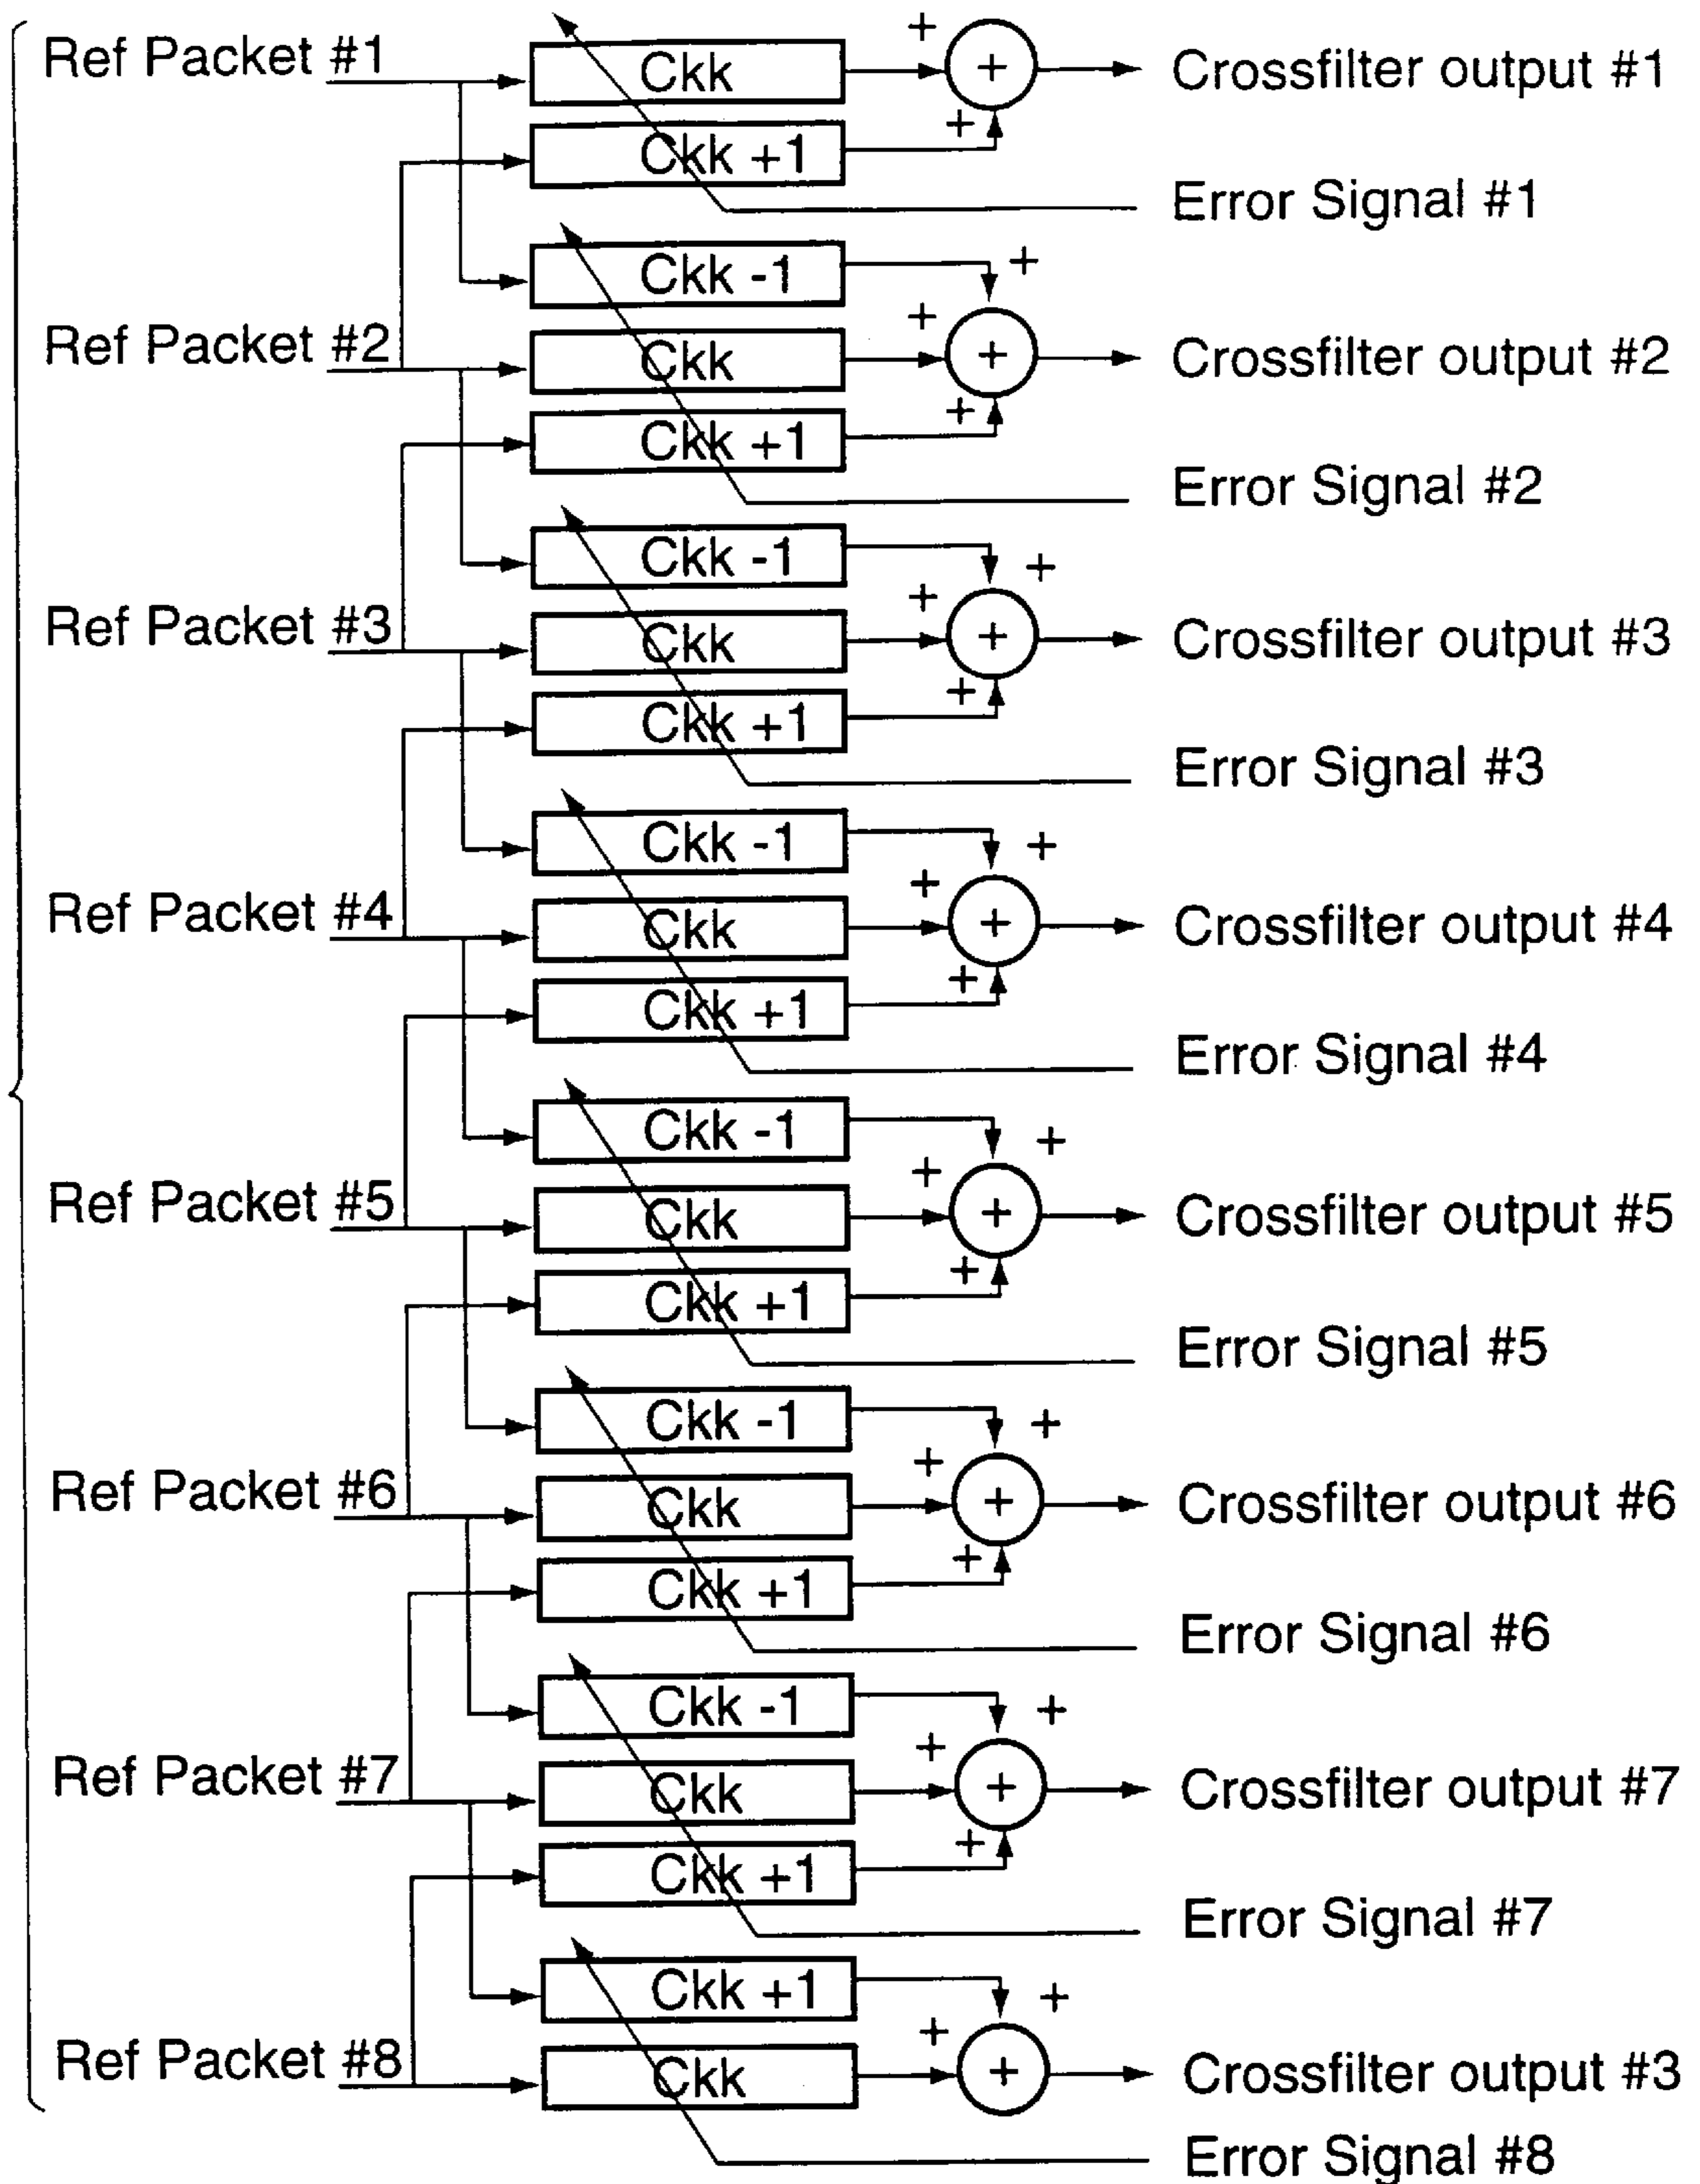 Ref Packet #1
Ckk
+
+
+
Crossfilter output #1
Ckk +1
Error Signal #1
Ckk -1
+
Ref Packet #2
Ckk
+
+
+
Crossfilter output #2
Ckk +1
Error Signal #2
Ckk -1
+
Ref Packet #3
Ckk
+
+
+
Crossfilter output #3
Ckk +1
Error Signal #3
Ckk -1
+
Ref Packet #4
Ckk
+
+
+
Crossfilter output #4
Ckk +1
Error Signal #4
Ckk -1
+
Ref Packet #5
Ckk
+
+
+
Crossfilter output #5
Ckk +1
Error Signal #5
Ckk -1
+
Ref Packet #6
Ckk
+
+
+
Crossfilter output #6
Ckk +1
Error Signal #6
Ckk -1
+
Ref Packet #7
Ckk
+
+
+
Crossfilter output #7
Ckk +1
Error Signal #7
Ckk +1
+
Ref Packet #8
Ckk
+
+
Crossfilter output #3
Error Signal #8